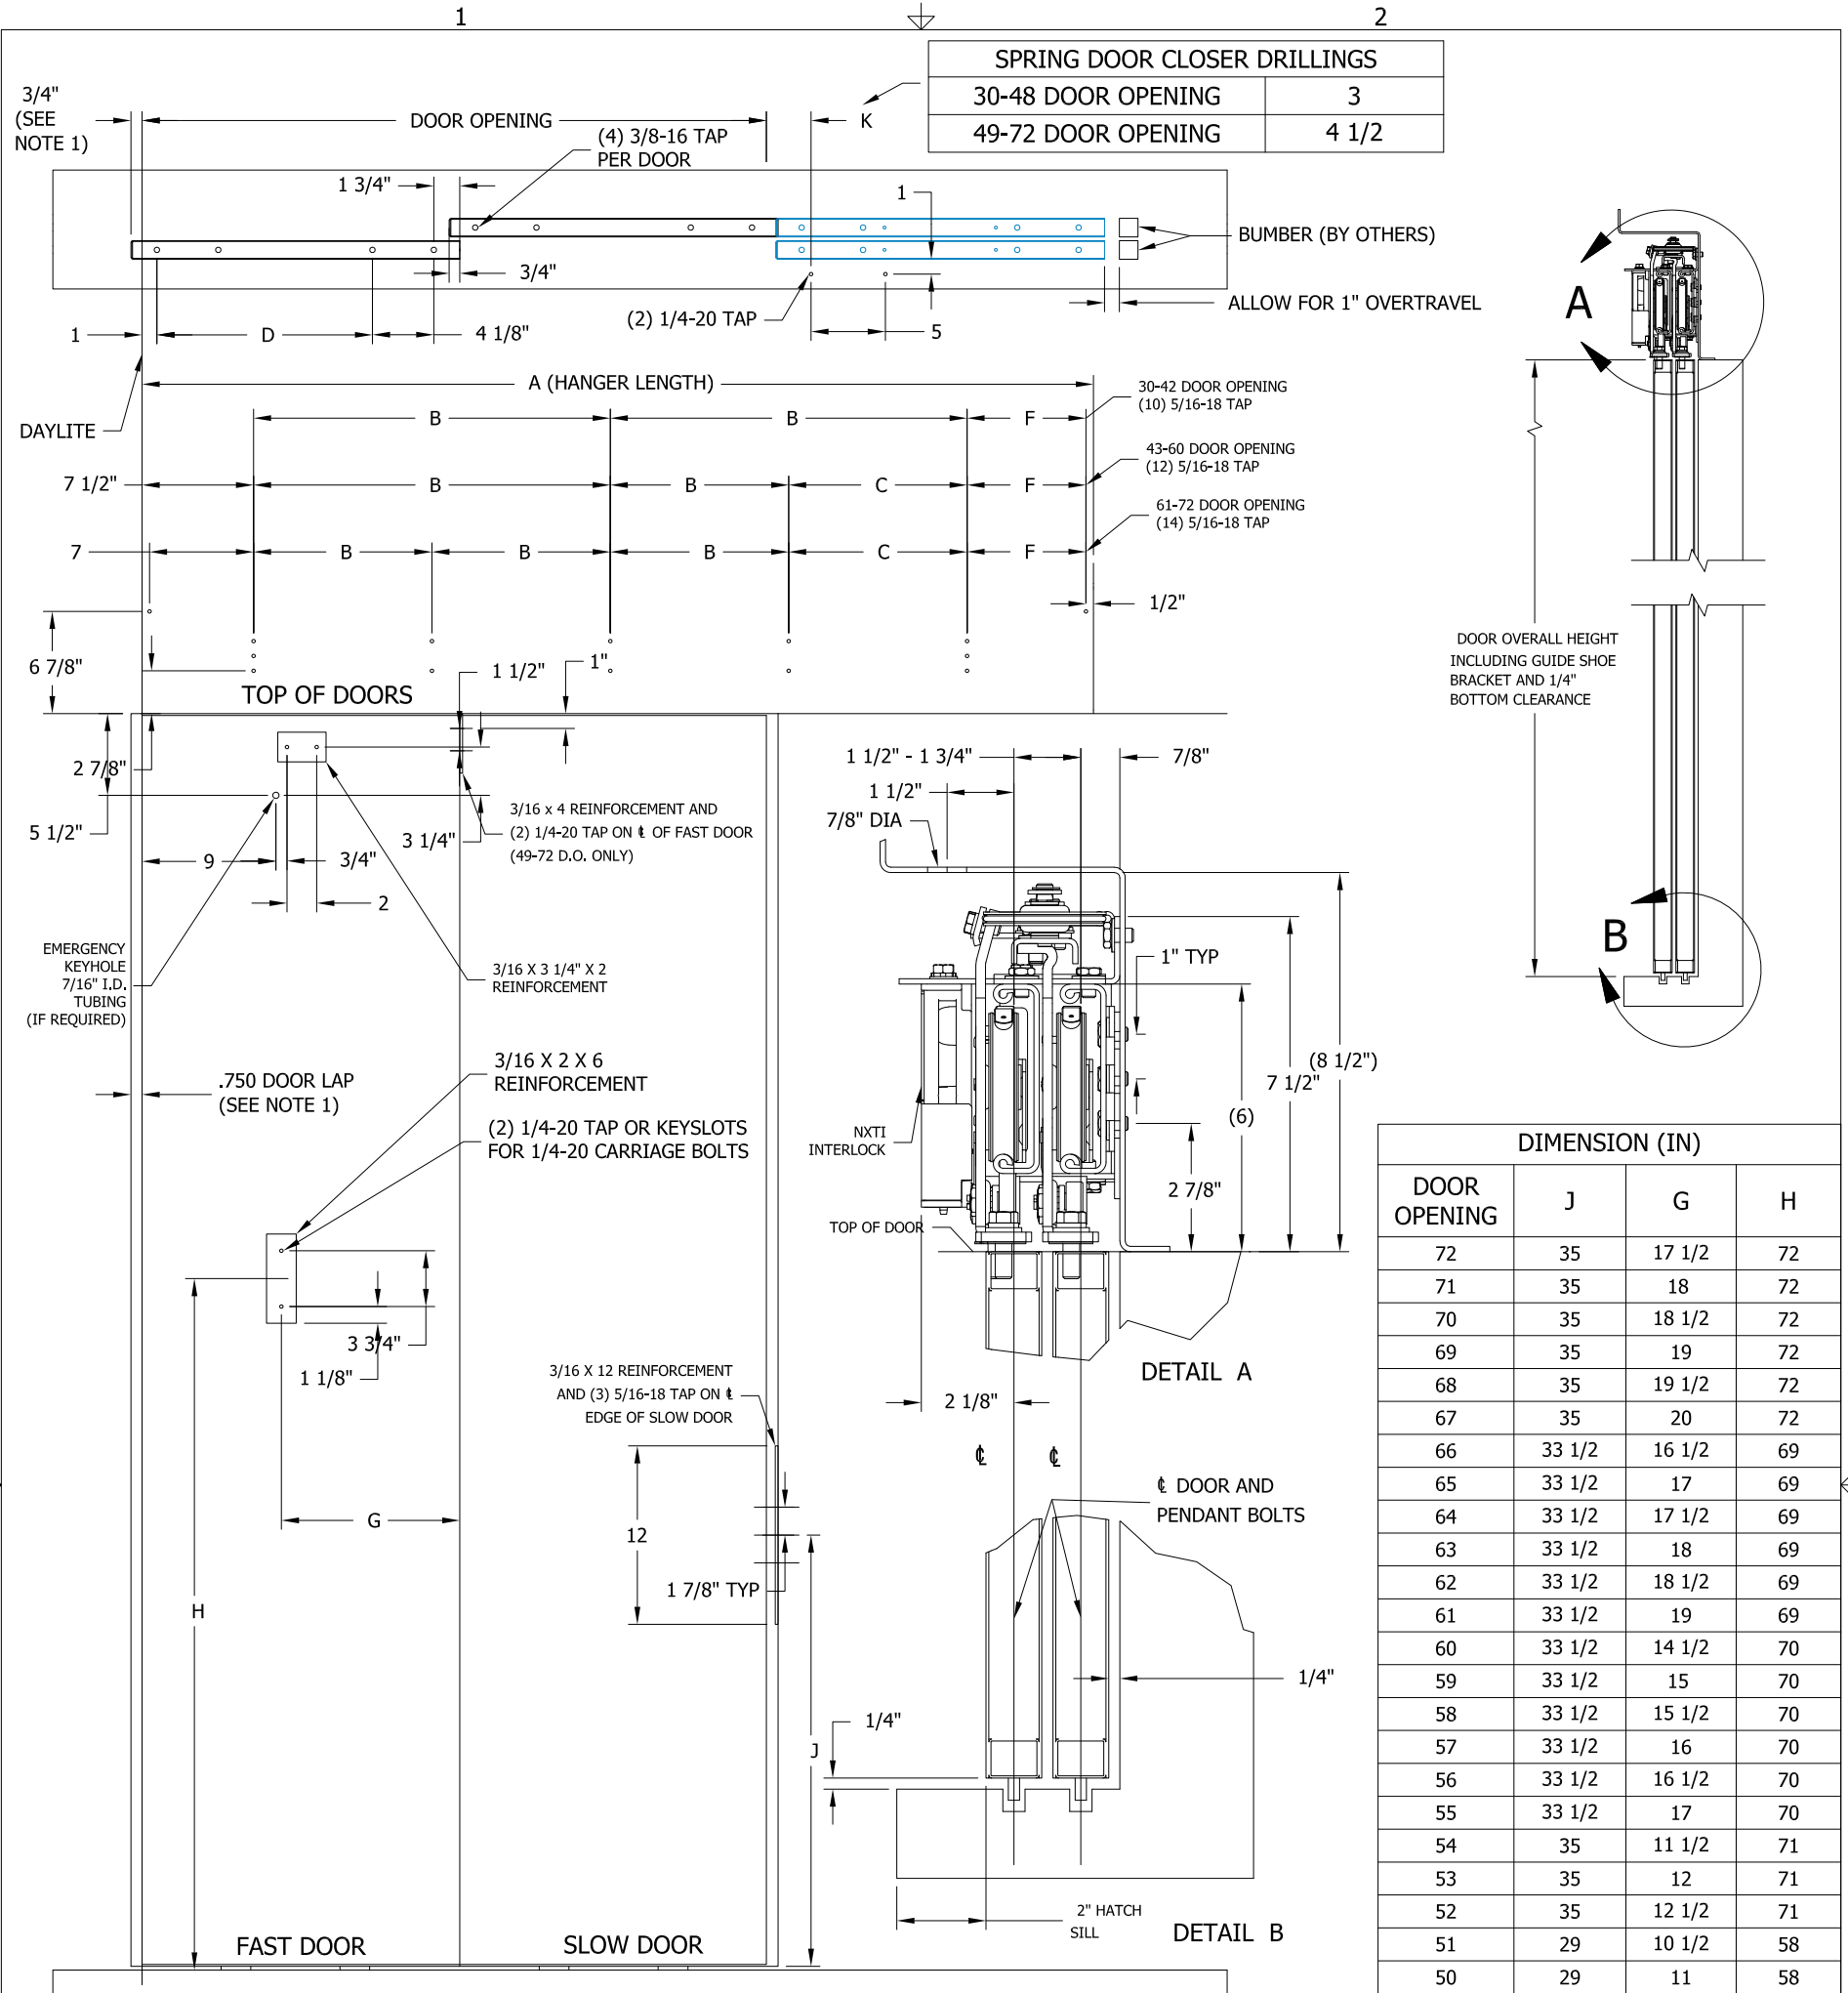 1
2
SPRING DOOR CLOSER DRILLINGS
30-48 DOOR OPENING 3
49-72 DOOR OPENING 4 1/2
3/4"
(SEE
NOTE 1)
DOOR OPENING
K
(4) 3/8-16 TAP
PER DOOR
1 3/4"
1
BUMBER (BY OTHERS)
3/4"
ALLOW FOR 1" OVERTRAVEL
(2) 1/4-20 TAP
5
1
D
4 1/8"
A (HANGER LENGTH)
30-42 DOOR OPENING
(10) 5/16-18 TAP
DAYLITE
B
B
F
43-60 DOOR OPENING
(12) 5/16-18 TAP
7 1/2"
B
B
C
F
61-72 DOOR OPENING
(14) 5/16-18 TAP
7
B
B
B
C
F
1/2"
6 7/8"
1 1/2"
1"
TOP OF DOORS
2 7/8"
5 1/2"
9
3/4"
2
3 1/4"
3/16 x 4 REINFORCEMENT AND
(2) 1/4-20 TAP ON ℄ OF FAST DOOR
(49-72 D.O. ONLY)
EMERGENCY
KEYHOLE
7/16" I.D.
TUBING
(IF REQUIRED)
3/16 X 3 1/4" X 2
REINFORCEMENT
.750 DOOR LAP
(SEE NOTE 1)
3/16 X 2 X 6
REINFORCEMENT
(2) 1/4-20 TAP OR KEYSLOTS
FOR 1/4-20 CARRIAGE BOLTS
3 3/4"
1 1/8"
3/16 X 12 REINFORCEMENT
AND (3) 5/16-18 TAP ON ℄
EDGE OF SLOW DOOR
G
12
1 7/8" TYP
H
J
FAST DOOR
SLOW DOOR
1 1/2" - 1 3/4"
7/8"
1 1/2"
7/8" DIA
1" TYP
(8 1/2")
7 1/2"
(6)
NXTI
INTERLOCK
2 7/8"
TOP OF DOOR
DETAIL A
2 1/8"
℄
℄
℄ DOOR AND
PENDANT BOLTS
1/4"
1/4"
2" HATCH
SILL
DETAIL B
A
DOOR OVERALL HEIGHT
INCLUDING GUIDE SHOE
BRACKET AND 1/4"
BOTTOM CLEARANCE
B
DIMENSION (IN)
DOOR
OPENING J G H
72 35 17 1/2 72
71 35 18 72
70 35 18 1/2 72
69 35 19 72
68 35 19 1/2 72
67 35 20 72
66 33 1/2 16 1/2 69
65 33 1/2 17 69
64 33 1/2 17 1/2 69
63 33 1/2 18 69
62 33 1/2 18 1/2 69
61 33 1/2 19 69
60 33 1/2 14 1/2 70
59 33 1/2 15 70
58 33 1/2 15 1/2 70
57 33 1/2 16 70
56 33 1/2 16 1/2 70
55 33 1/2 17 70
54 35 11 1/2 71
53 35 12 71
52 35 12 1/2 71
51 29 10 1/2 58
50 29 11 58